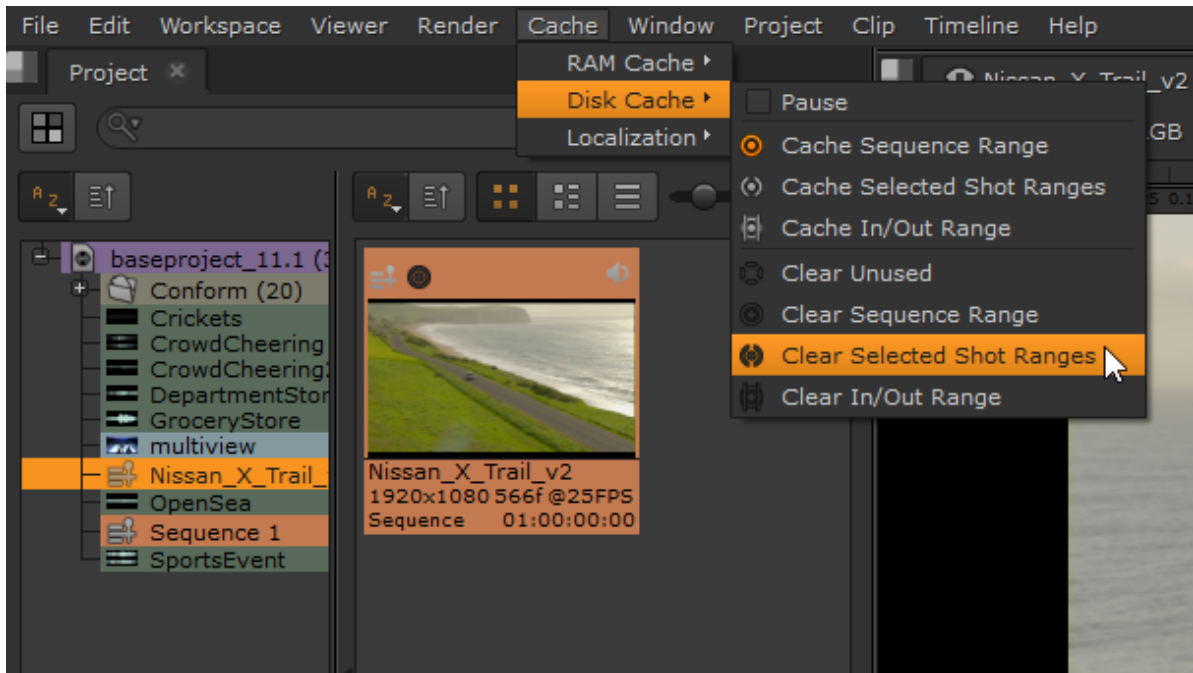 File Edit Workspace Viewer Render Cache Window Project Clip Timeline Help
Project
RAM Cache
Disk Cache
Localization
Pause
Cache Sequence Range
Cache Selected Shot Ranges
Cache In/Out Range
Clear Unused
Clear Sequence Range
Clear Selected Shot Ranges
Clear In/Out Range
Nissan_X_Trail_v2
GB
A Z
A Z
baseproject_11.1 (
Conform (20)
Crickets
CrowdCheering
CrowdCheering
DepartmentStor
GroceryStore
multiview
Nissan_X_Trail_
OpenSea
Sequence 1
SportsEvent
Nissan_X_Trail_v2
1920x1080 566f @25FPS
Sequence 01:00:00:00